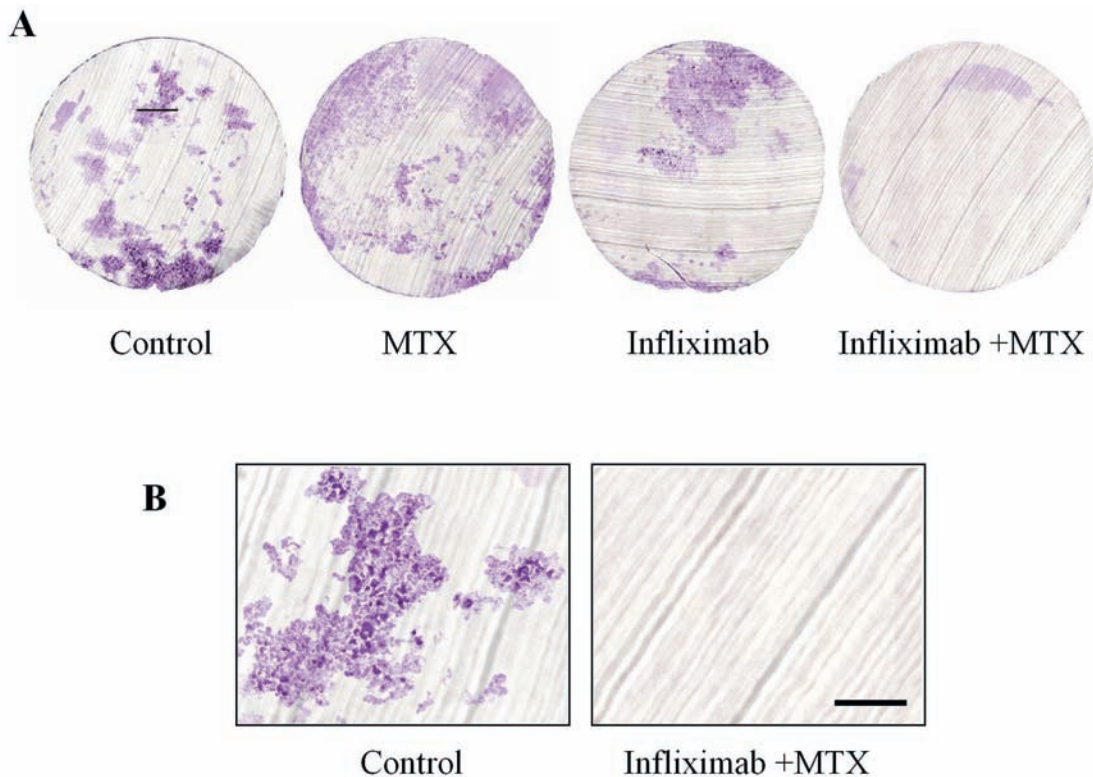 A
Control MTX Infliximab Infliximab +MTX
B
Control Infliximab +MTX